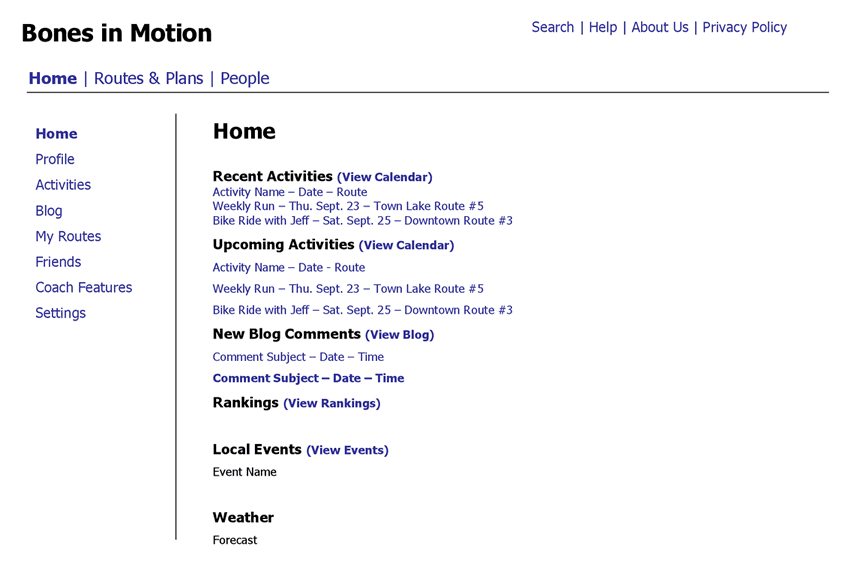 Bones in Motion
Search | Help | About Us | Privacy Policy
Home | Routes & Plans | People
Home
Profile
Activities
Blog
My Routes
Friends
Coach Features
Settings
Home
Recent Activities (View Calendar)
Activity Name – Date – Route
Weekly Run – Thu. Sept. 23 – Town Lake Route #5
Bike Ride with Jeff – Sat. Sept. 25 – Downtown Route #3
Upcoming Activities (View Calendar)
Activity Name – Date - Route
Weekly Run – Thu. Sept. 23 – Town Lake Route #5
Bike Ride with Jeff – Sat. Sept. 25 – Downtown Route #3
New Blog Comments (View Blog)
Comment Subject – Date – Time
Comment Subject – Date – Time
Rankings (View Rankings)
Local Events (View Events)
Event Name
Weather
Forecast